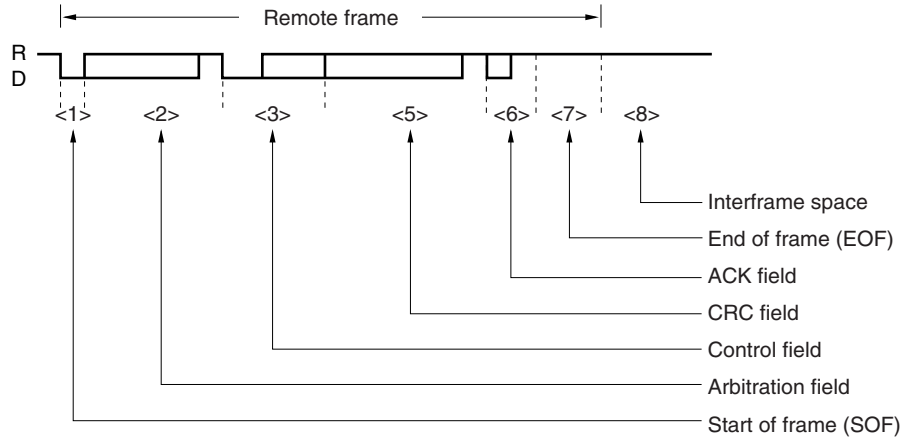 Remote frame
R
D
<1> <2> <3> <5> <6> <7> <8>
Interframe space
End of frame (EOF)
ACK field
CRC field
Control field
Arbitration field
Start of frame (SOF)